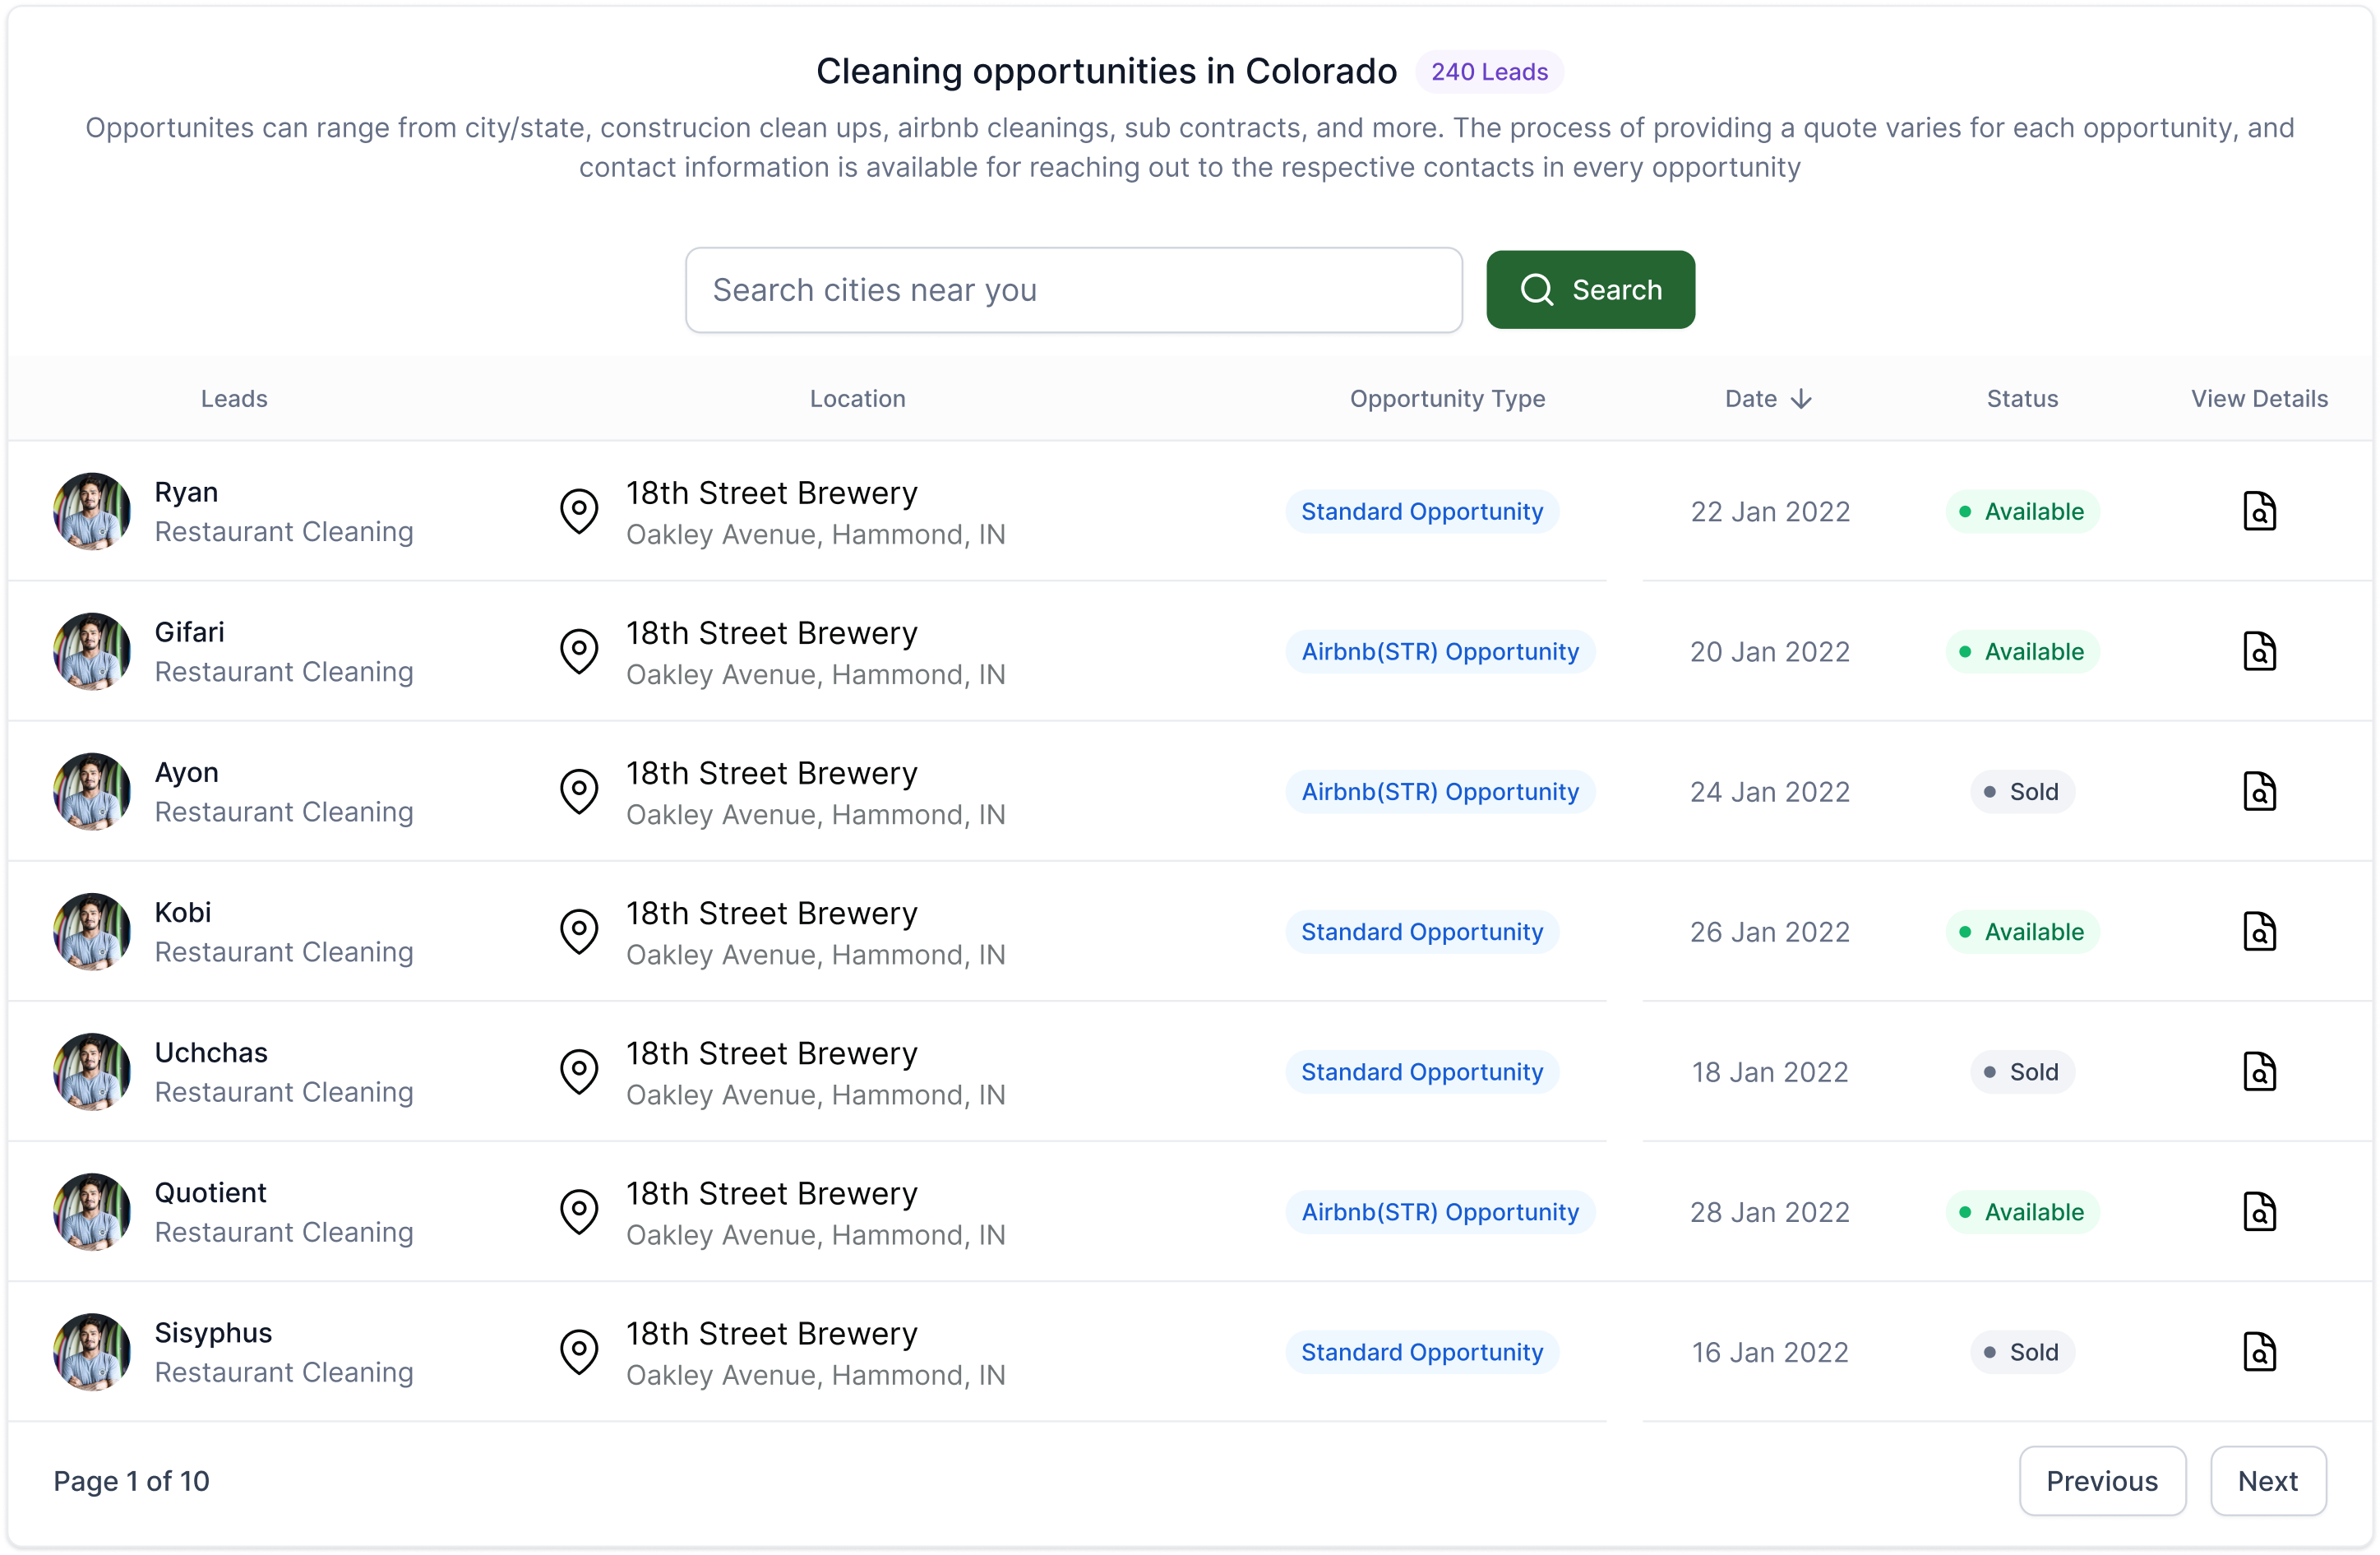 Cleaning opportunities in Colorado 240 Leads
Opportunites can range from city/state, construcion clean ups, airbnb cleanings, sub contracts, and more. The process of providing a quote varies for each opportunity, and
contact information is available for reaching out to the respective contacts in every opportunity
Search cities near you Search
Leads Location Opportunity Type Date Status View Details
Ryan
Restaurant Cleaning
18th Street Brewery
Oakley Avenue, Hammond, IN
Standard Opportunity
22 Jan 2022
Available
Gifari
Restaurant Cleaning
18th Street Brewery
Oakley Avenue, Hammond, IN
Airbnb(STR) Opportunity
20 Jan 2022
Available
Ayon
Restaurant Cleaning
18th Street Brewery
Oakley Avenue, Hammond, IN
Airbnb(STR) Opportunity
24 Jan 2022
Sold
Kobi
Restaurant Cleaning
18th Street Brewery
Oakley Avenue, Hammond, IN
Standard Opportunity
26 Jan 2022
Available
Uchchas
Restaurant Cleaning
18th Street Brewery
Oakley Avenue, Hammond, IN
Standard Opportunity
18 Jan 2022
Sold
Quotient
Restaurant Cleaning
18th Street Brewery
Oakley Avenue, Hammond, IN
Airbnb(STR) Opportunity
28 Jan 2022
Available
Sisyphus
Restaurant Cleaning
18th Street Brewery
Oakley Avenue, Hammond, IN
Standard Opportunity
16 Jan 2022
Sold
Page 1 of 10
Previous
Next